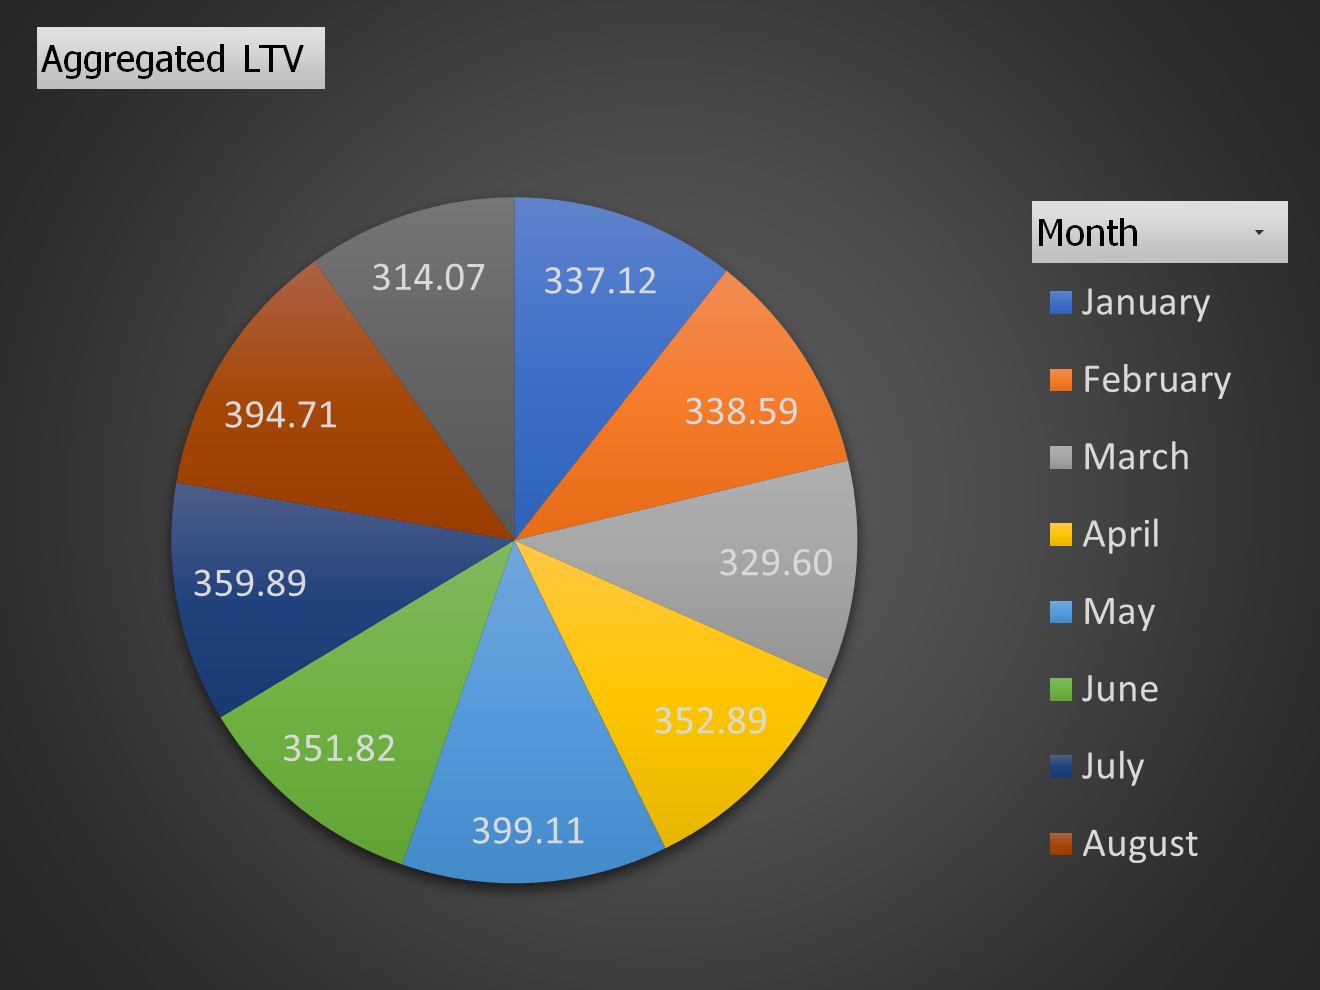 Aggregated LTV
314.07
337.12
394.71
338.59
359.89
329.60
351.82
352.89
399.11
Month
January
February
March
April
May
June
July
August